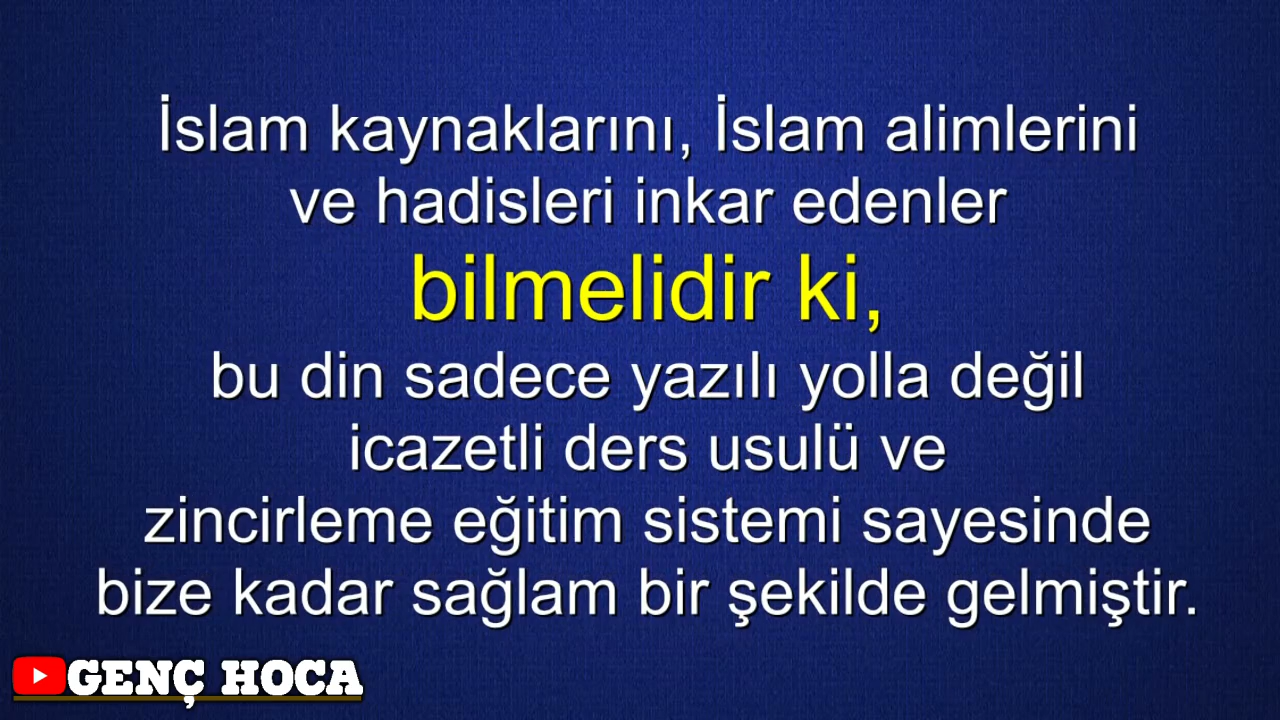 İslam kaynaklarını, İslam alimlerini
ve hadisleri inkar edenler
bilmelidir ki,
bu din sadece yazılı yolla değil
icazetli ders usulü ve
zincirleme eğitim sistemi sayesinde
bize kadar sağlam bir şekilde gelmiştir.
GENÇ HOCA